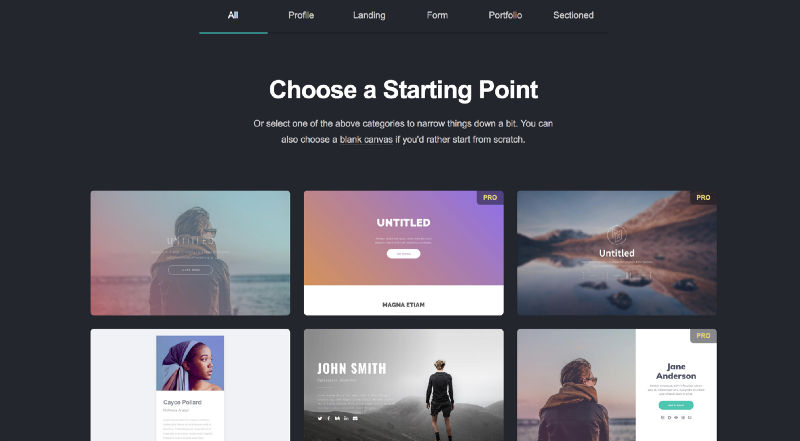 All Profile Landing Form Portfolio Sectioned
Choose a Starting Point
Or select one of the above categories to narrow things down a bit. You can
also choose a blank canvas if you'd rather start from scratch.
UNTITLED
PRO
UNTITLED
MAGNA ETIAM
PRO
Untitled
Cayce Pollard
JOHN SMITH
PRO
Jane
Anderson